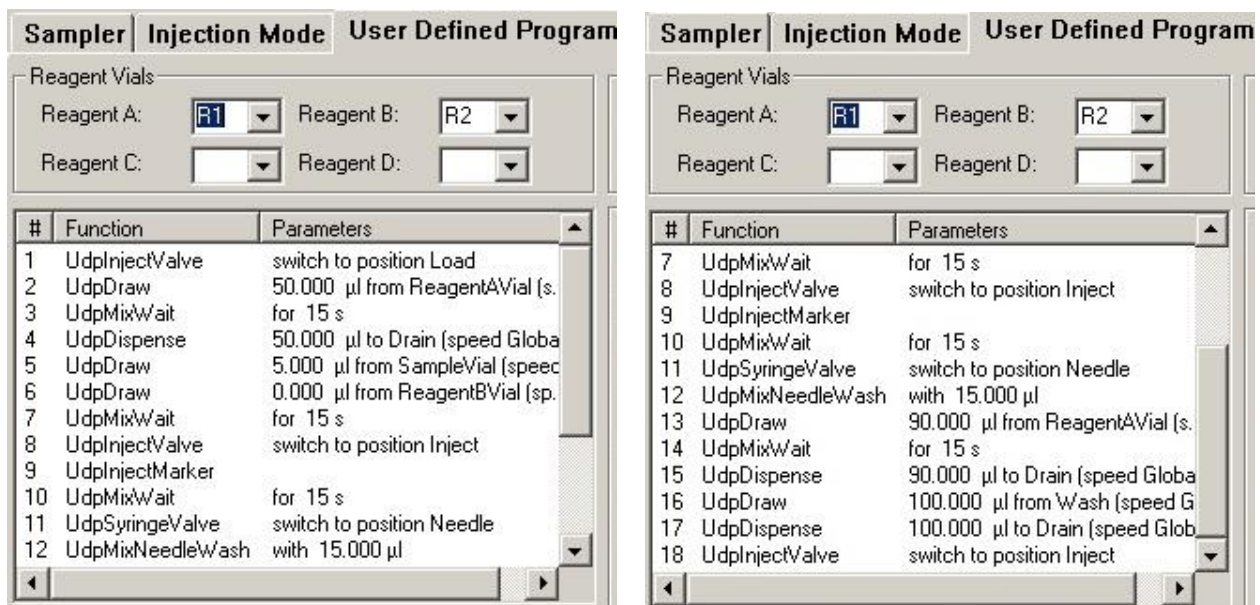 Sampler Injection Mode User Defined Program
Reagent Vials
Reagent A: R1 Reagent B: R2
Reagent C: Reagent D:
# Function Parameters
1 UdpInjectValve switch to position Load
2 UdpDraw 50.000 µl from ReagentAVial (s.
3 UdpMixWait for 15 s
4 UdpDispense 50.000 µl to Drain (speed Globa
5 UdpDraw 5.000 µl from SampleVial (speed
6 UdpDraw 0.000 µl from ReagentBVial (sp.
7 UdpMixWait for 15 s
8 UdpInjectValve switch to position Inject
9 UdpInjectMarker
10 UdpMixWait for 15 s
11 UdpSyringeValve switch to position Needle
12 UdpMixNeedleWash with 15.000 µl
Sampler Injection Mode User Defined Program
Reagent Vials
Reagent A: R1 Reagent B: R2
Reagent C: Reagent D:
# Function Parameters
7 UdpMixWait for 15 s
8 UdpInjectValve switch to position Inject
9 UdpInjectMarker
10 UdpMixWait for 15 s
11 UdpSyringeValve switch to position Needle
12 UdpMixNeedleWash with 15.000 µl
13 UdpDraw 90.000 µl from ReagentAVial (s.
14 UdpMixWait for 15 s
15 UdpDispense 90.000 µl to Drain (speed Globa
16 UdpDraw 100.000 µl from Wash (speed G
17 UdpDispense 100.000 µl to Drain (speed Glob
18 UdpInjectValve switch to position Inject